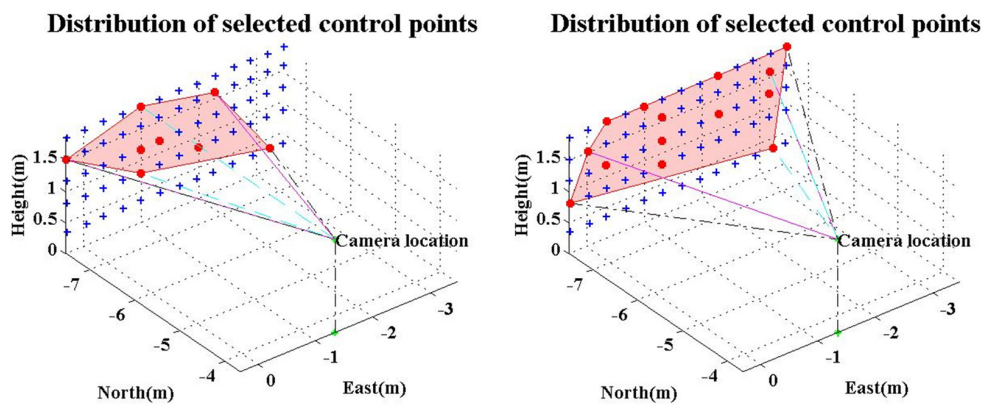 Distribution of selected control points
Height(m)
1.5
1
0.5
0
-7
-6
-5
-4
North(m)
0
-1
-2
-3
East(m)
Camera location
Distribution of selected control points
Height(m)
1.5
1
0.5
0
-7
-6
-5
-4
North(m)
0
-1
-2
-3
East(m)
Camera location